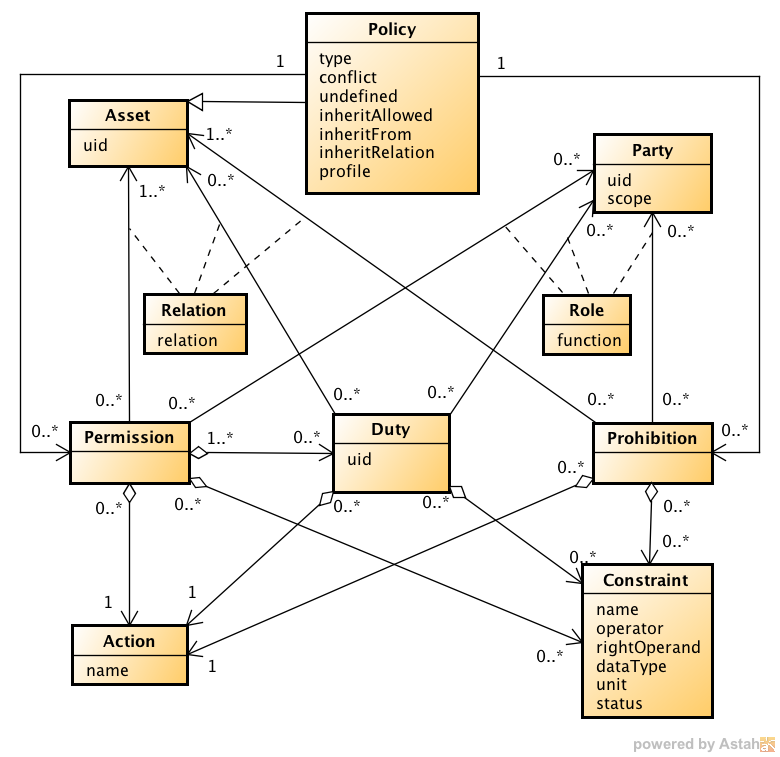 Policy
type
conflict
undefined
inheritAllowed
inheritFrom
inheritRelation
profile
1
1
Asset
uid
1..*
1..*
0..*
Party
uid
scope
0..*
0..*
0..*
Relation
relation
Role
function
0..*
0..*
0..*
0..*
0..*
0..*
0..*
0..*
Permission
1..*
0..*
Duty
uid
Prohibition
0..*
0..*
0..*
0..*
0..*
0..*
0..*
0..*
1
1
1
0..*
Action
name
Constraint
name
operator
rightOperand
dataType
unit
status
powered by Astah